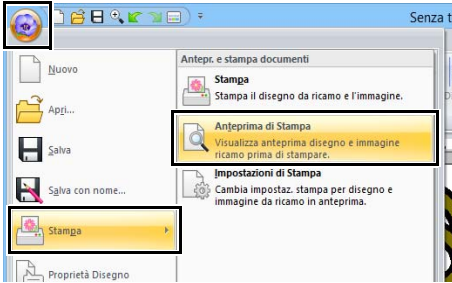 Senza t
Nuovo
Apri...
Salva
Salva con nome...
Stampa
Proprietà Disegno
Antepr. e stampa documenti
Stampa
Stampa il disegno da ricamo e l'immagine.
Anteprima di Stampa
Visualizza anteprima disegno e immagine
ricamo prima di stampare.
Impostazioni di Stampa
Cambia impostaz. stampa per disegno e
immagine da ricamo in anteprima.